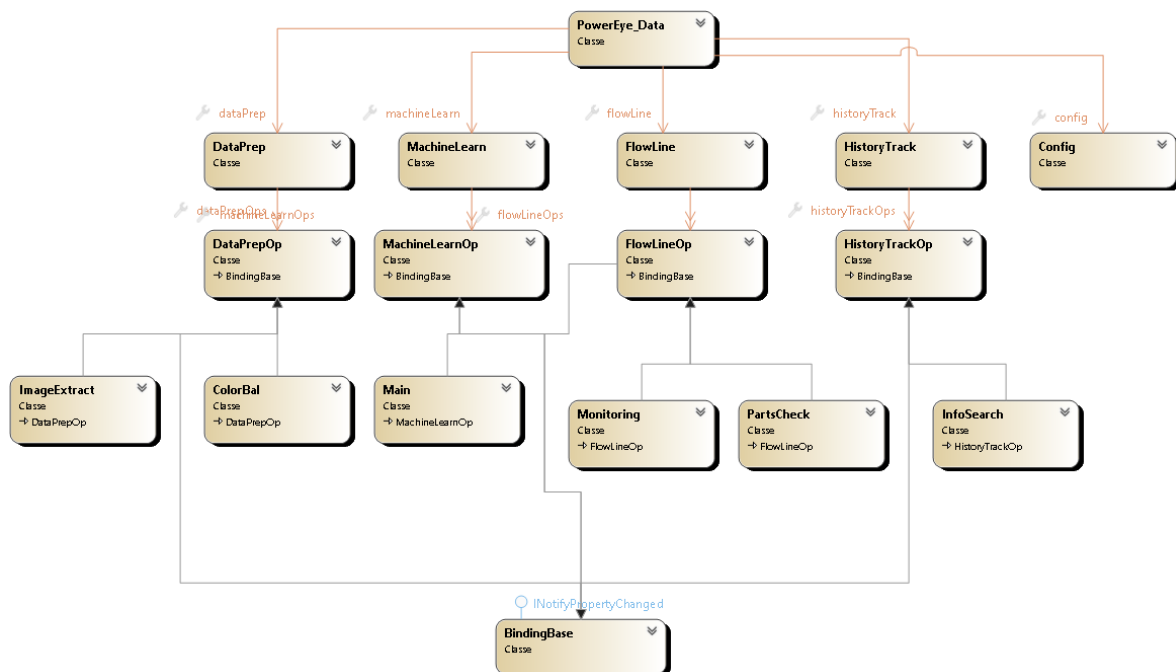 PowerEye_Data
Classe
dataPrep
machineLearn
flowLine
historyTrack
config
DataPrep
Classe
MachineLearn
Classe
FlowLine
Classe
HistoryTrack
Classe
Config
Classe
dataPrepOps
machineLearnOps
flowLineOps
historyTrackOps
DataPrepOp
Classe
BindingBase
MachineLearnOp
Classe
BindingBase
FlowLineOp
Classe
BindingBase
HistoryTrackOp
Classe
BindingBase
ImageExtract
Classe
DataPrepOp
ColorBal
Classe
DataPrepOp
Main
Classe
MachineLearnOp
Monitoring
Classe
FlowLineOp
PartsCheck
Classe
FlowLineOp
InfoSearch
Classe
HistoryTrackOp
INotifyPropertyChanged
BindingBase
Classe